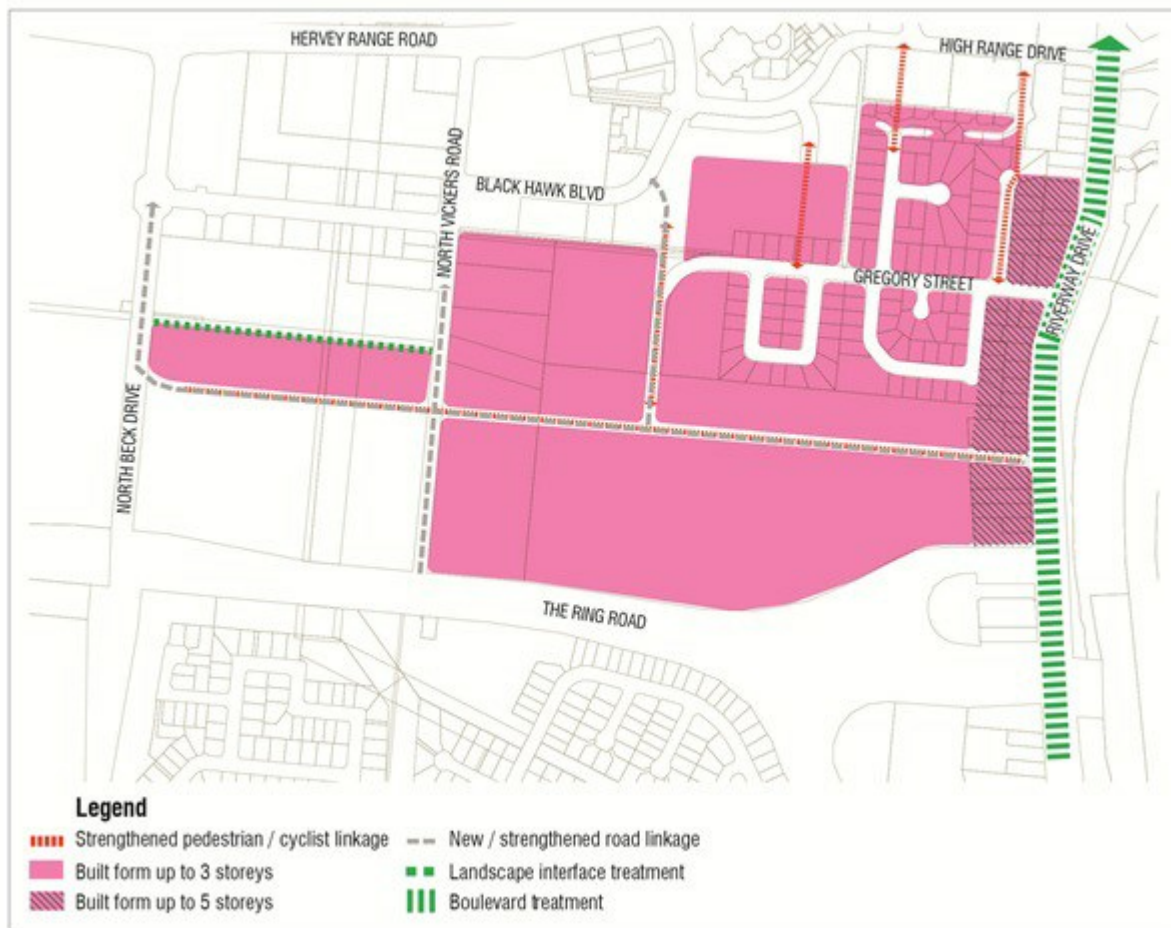 HERVEY RANGE ROAD
HIGH RANGE DRIVE
NORTH VICKERS ROAD
BLACK HAWK BLVD
GREGORY STREET
RIVERWAY DRIVE
NORTH BECK DRIVE
THE RING ROAD
Legend
Strengthened pedestrian / cyclist linkage
Built form up to 3 storeys
Built form up to 5 storeys
New / strengthened road linkage
Landscape interface treatment
Boulevard treatment